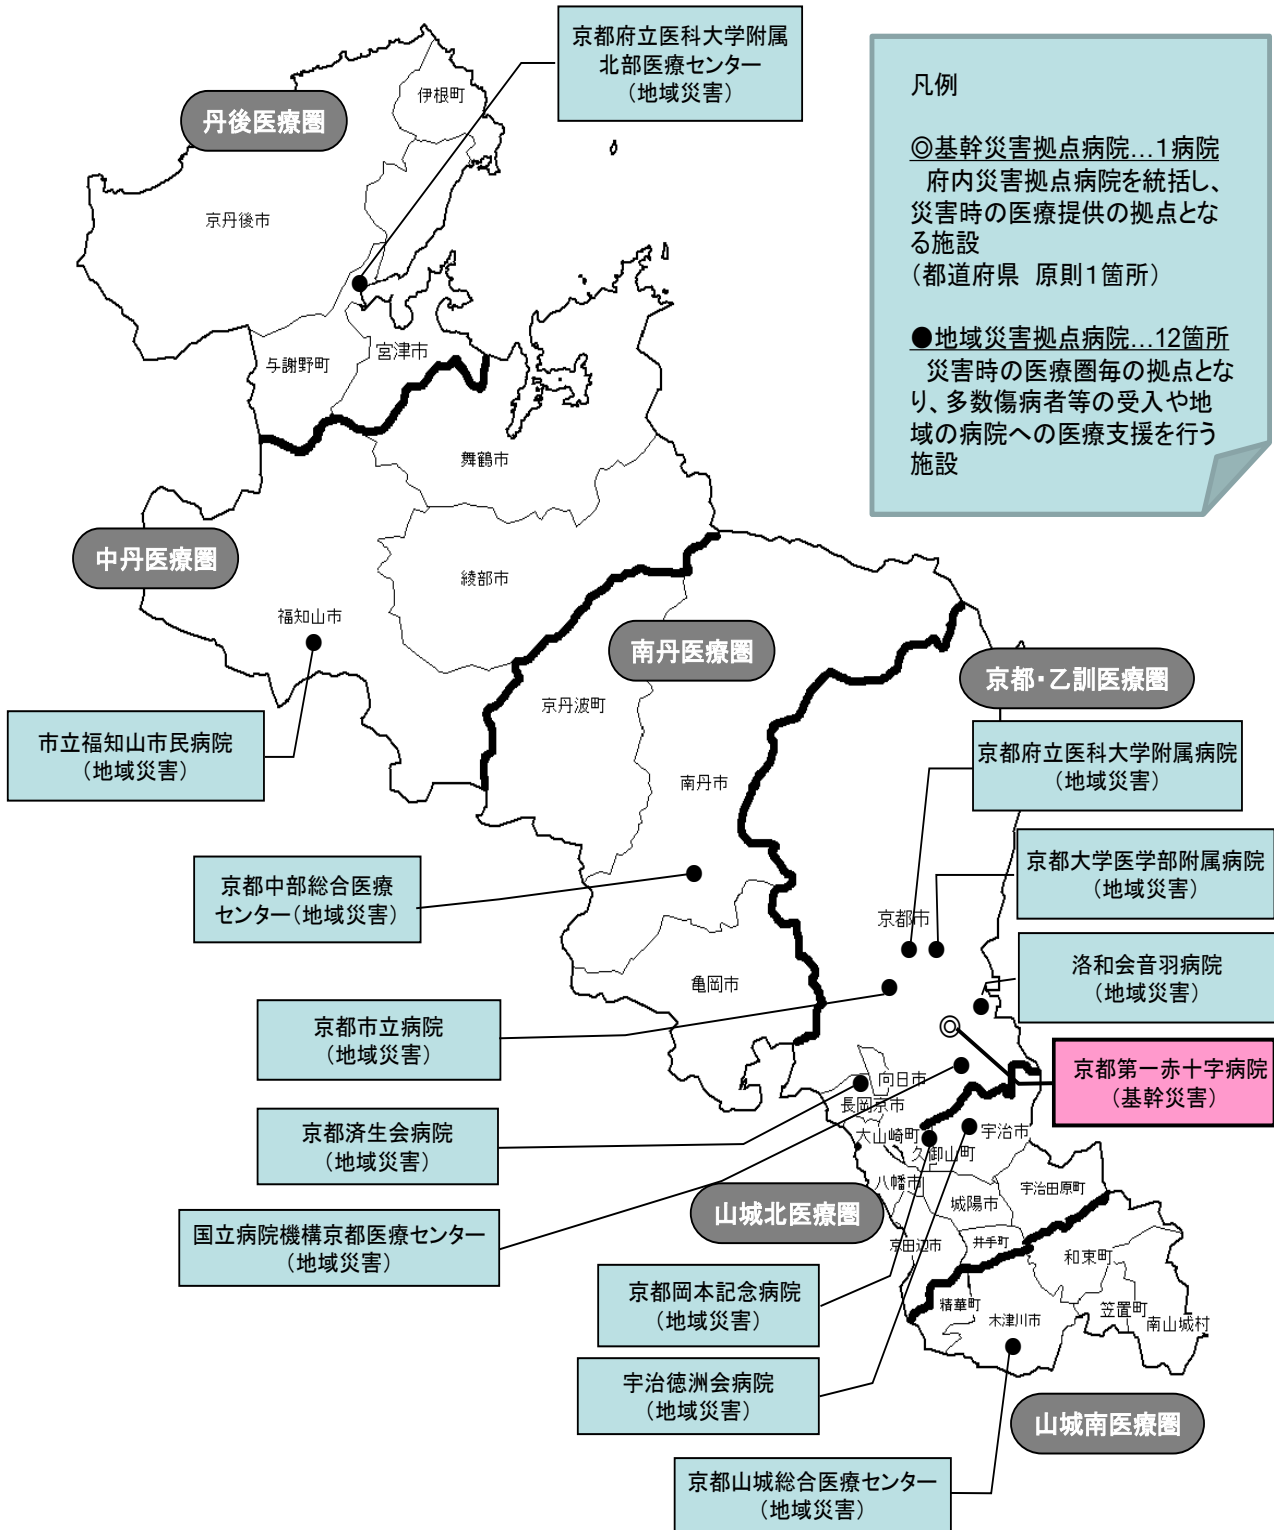 京都府立医科大学附属
北部医療センター
（地域災害）
凡例
◎基幹災害拠点病院…1病院
府内災害拠点病院を統括し、
災害時の医療提供の拠点とな
る施設
（都道府県　原則1箇所）
●地域災害拠点病院…12箇所
災害時の医療圏毎の拠点とな
り、多数傷病者等の受入や地
域の病院への医療支援を行う
施設
丹後医療圏
伊根町
京丹後市
宮津市
与謝野町
舞鶴市
中丹医療圏
綾部市
福知山市
南丹医療圏
京都・乙訓医療圏
京丹波町
市立福知山市民病院
（地域災害）
京都府立医科大学附属病院
（地域災害）
南丹市
京都大学医学部附属病院
（地域災害）
京都中部総合医療
センター（地域災害）
京都市
洛和会音羽病院
（地域災害）
亀岡市
京都市立病院
（地域災害）
京都第一赤十字病院
（基幹災害）
向日市
長岡京市
京都済生会病院
（地域災害）
大山崎町
宇治市
久御山町
八幡市
宇治田原町
城陽市
山城北医療圏
国立病院機構京都医療センター
（地域災害）
京田辺市
井手町
和束町
京都岡本記念病院
（地域災害）
精華町
木津川市
笠置町
南山城村
宇治徳洲会病院
（地域災害）
山城南医療圏
京都山城総合医療センター
（地域災害）